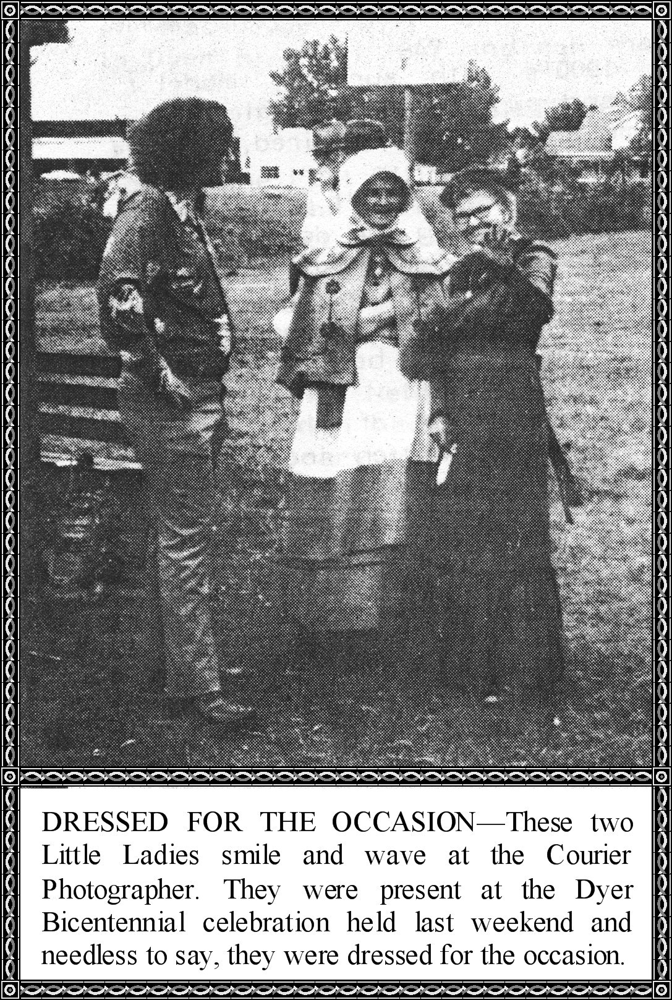 DRESSED FOR THE OCCASION—These two
Little Ladies smile and wave at the Courier
Photographer. They were present at the Dyer
Bicentennial celebration held last weekend and
needless to say, they were dressed for the occasion.